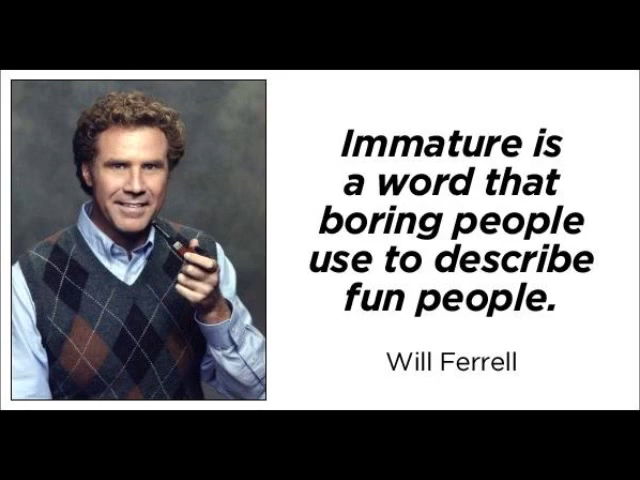 Immature is
a word that
boring people
use to describe
fun people.
Will Ferrell